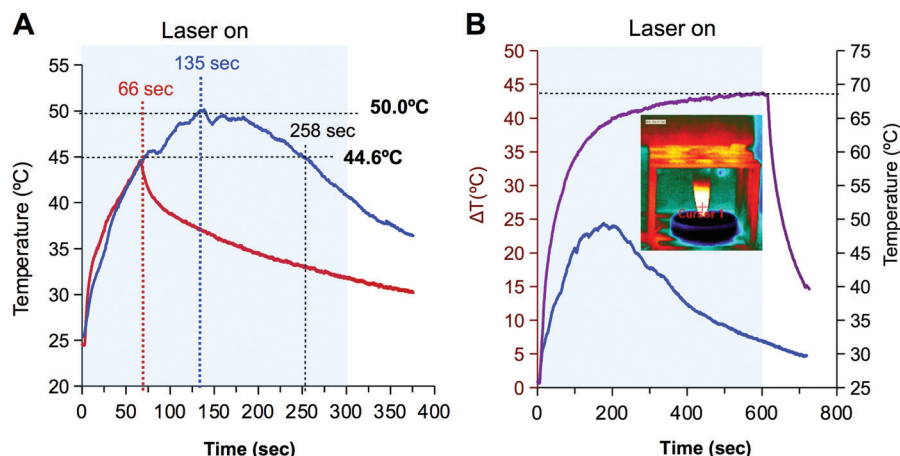 A
Laser on
55
50
45
40
35
30
25
20
Temperature (ºC)
66 sec
135 sec
50.0ºC
258 sec
44.6ºC
0 50 100 150 200 250 300 350 400
Time (sec)
B
Laser on
50
45
40
35
30
25
20
15
10
5
0
ΔT(ºC)
Cursor 1
75
70
65
60
55
50
45
40
35
30
25
Temperature (ºC)
0 200 400 600 800
Time (sec)